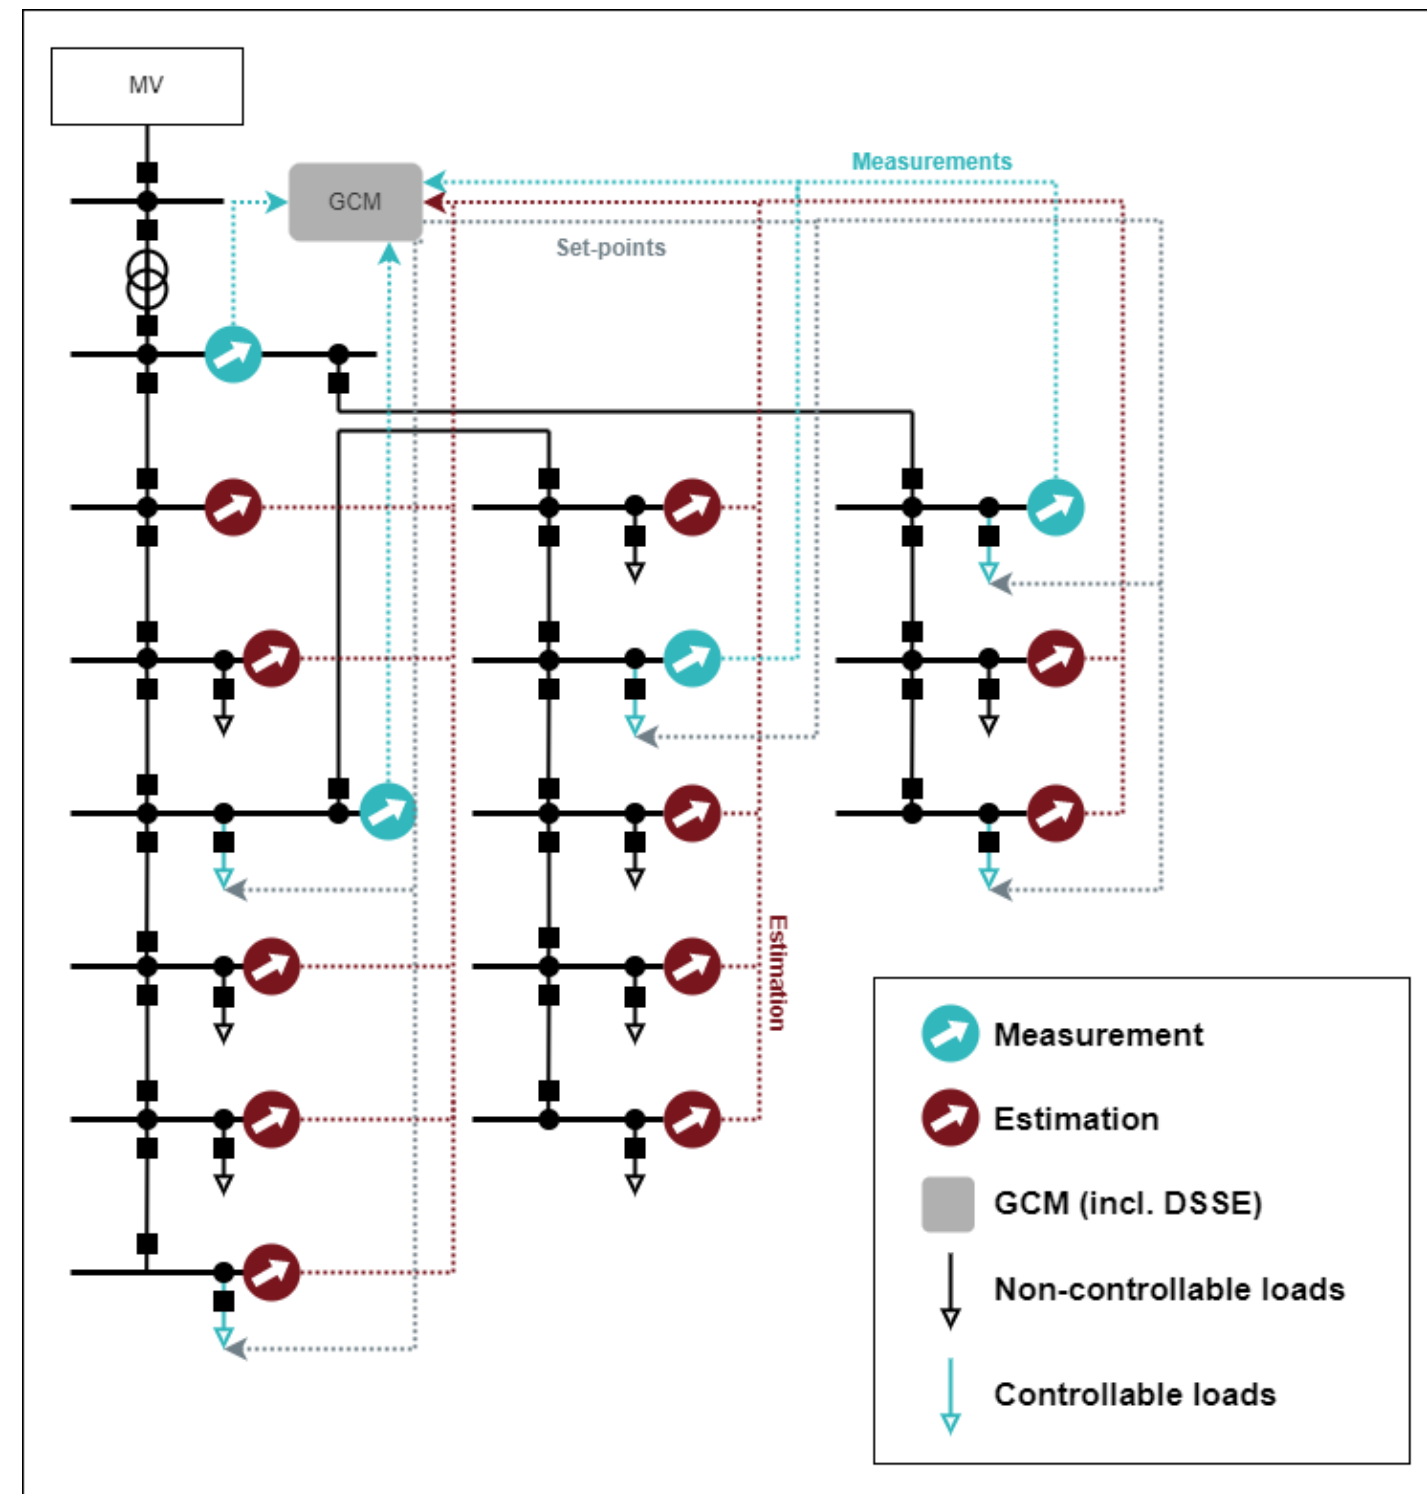 MV
Measurements
GCM
Set-points
Estimation
Measurement
Estimation
GCM (incl. DSSE)
Non-controllable loads
Controllable loads